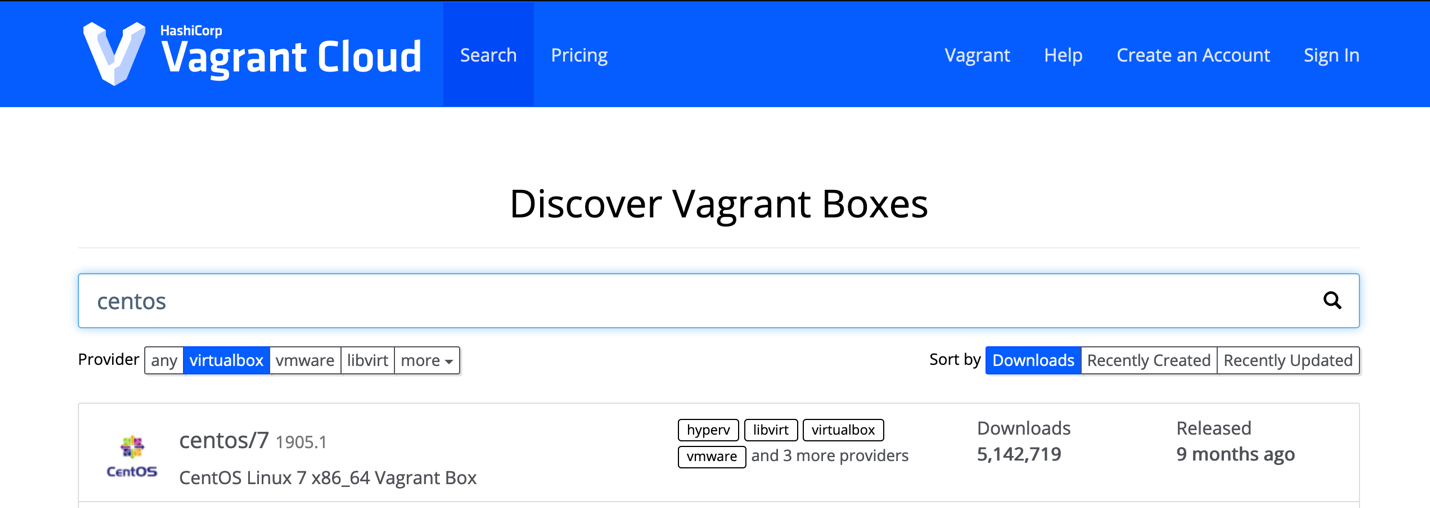 HashiCorp
Vagrant Cloud
Search Pricing Vagrant Help Create an Account Sign In
Discover Vagrant Boxes
centos
Provider any virtualbox vmware libvirt more Sort by Downloads Recently Created Recently Updated
CentOS
centos/7 1905.1
CentOS Linux 7 x86_64 Vagrant Box
hyperv libvirt virtualbox
vmware and 3 more providers
Downloads
5,142,719
Released
9 months ago